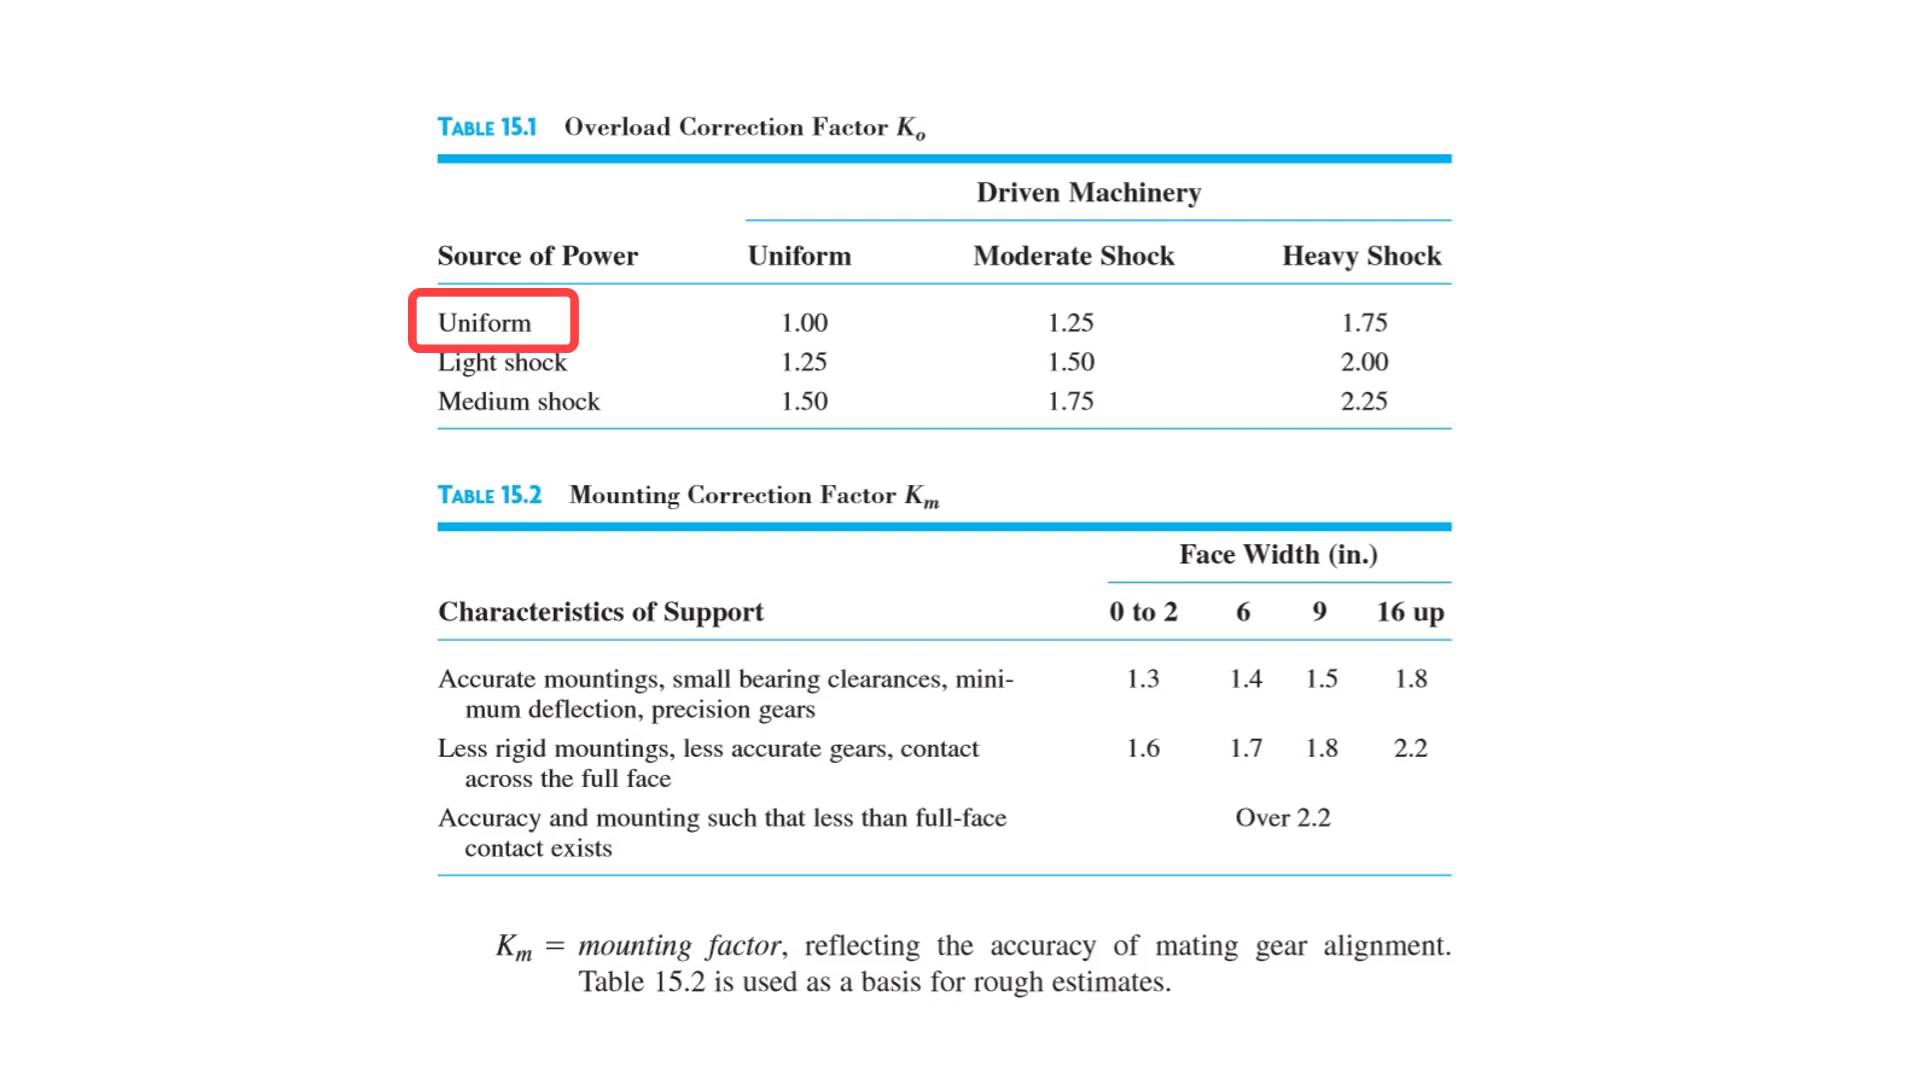 TABLE 15.1 Overload Correction Factor Ko
Driven Machinery
Source of Power Uniform Moderate Shock Heavy Shock
Uniform 1.00 1.25 1.75
Light shock 1.25 1.50 2.00
Medium shock 1.50 1.75 2.25
TABLE 15.2 Mounting Correction Factor Km
Face Width (in.)
Characteristics of Support 0 to 2 6 9 16 up
Accurate mountings, small bearing clearances, mini- 1.3 1.4 1.5 1.8
mum deflection, precision gears
Less rigid mountings, less accurate gears, contact 1.6 1.7 1.8 2.2
across the full face
Accuracy and mounting such that less than full-face Over 2.2
contact exists
Km = mounting factor, reflecting the accuracy of mating gear alignment.
Table 15.2 is used as a basis for rough estimates.